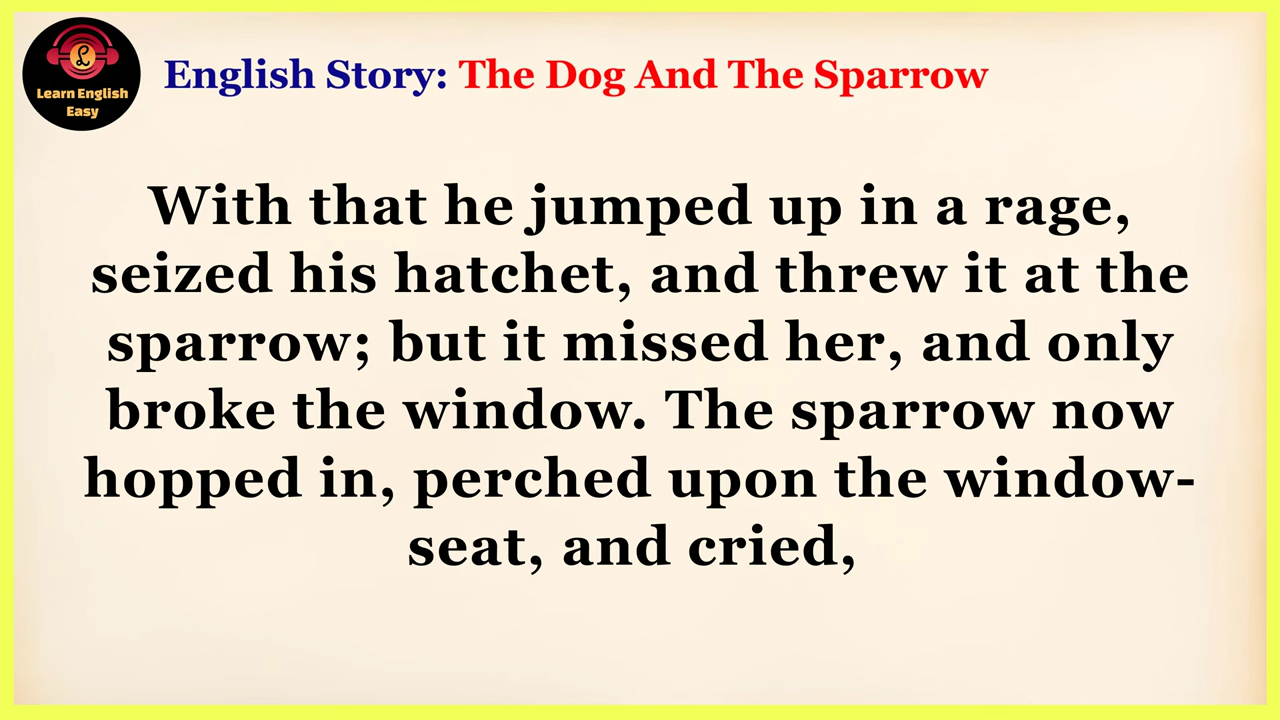 Learn English
Easy
English Story: The Dog And The Sparrow
With that he jumped up in a rage,
seized his hatchet, and threw it at the
sparrow; but it missed her, and only
broke the window. The sparrow now
hopped in, perched upon the window-
seat, and cried,